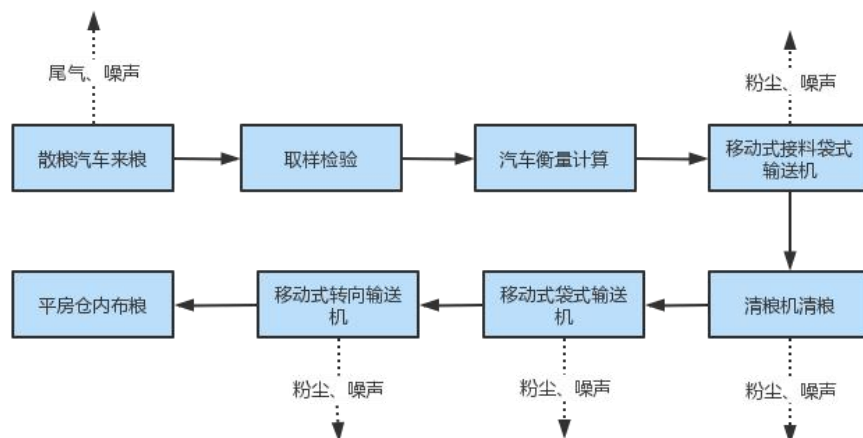 尾气、噪声
粉尘、噪声
散粮汽车来粮
取样检验
汽车衡量计算
移动式接料袋式
输送机
平房仓内布粮
移动式转向输送
机
移动式袋式输送
机
清粮机清粮
粉尘、噪声
粉尘、噪声
粉尘、噪声